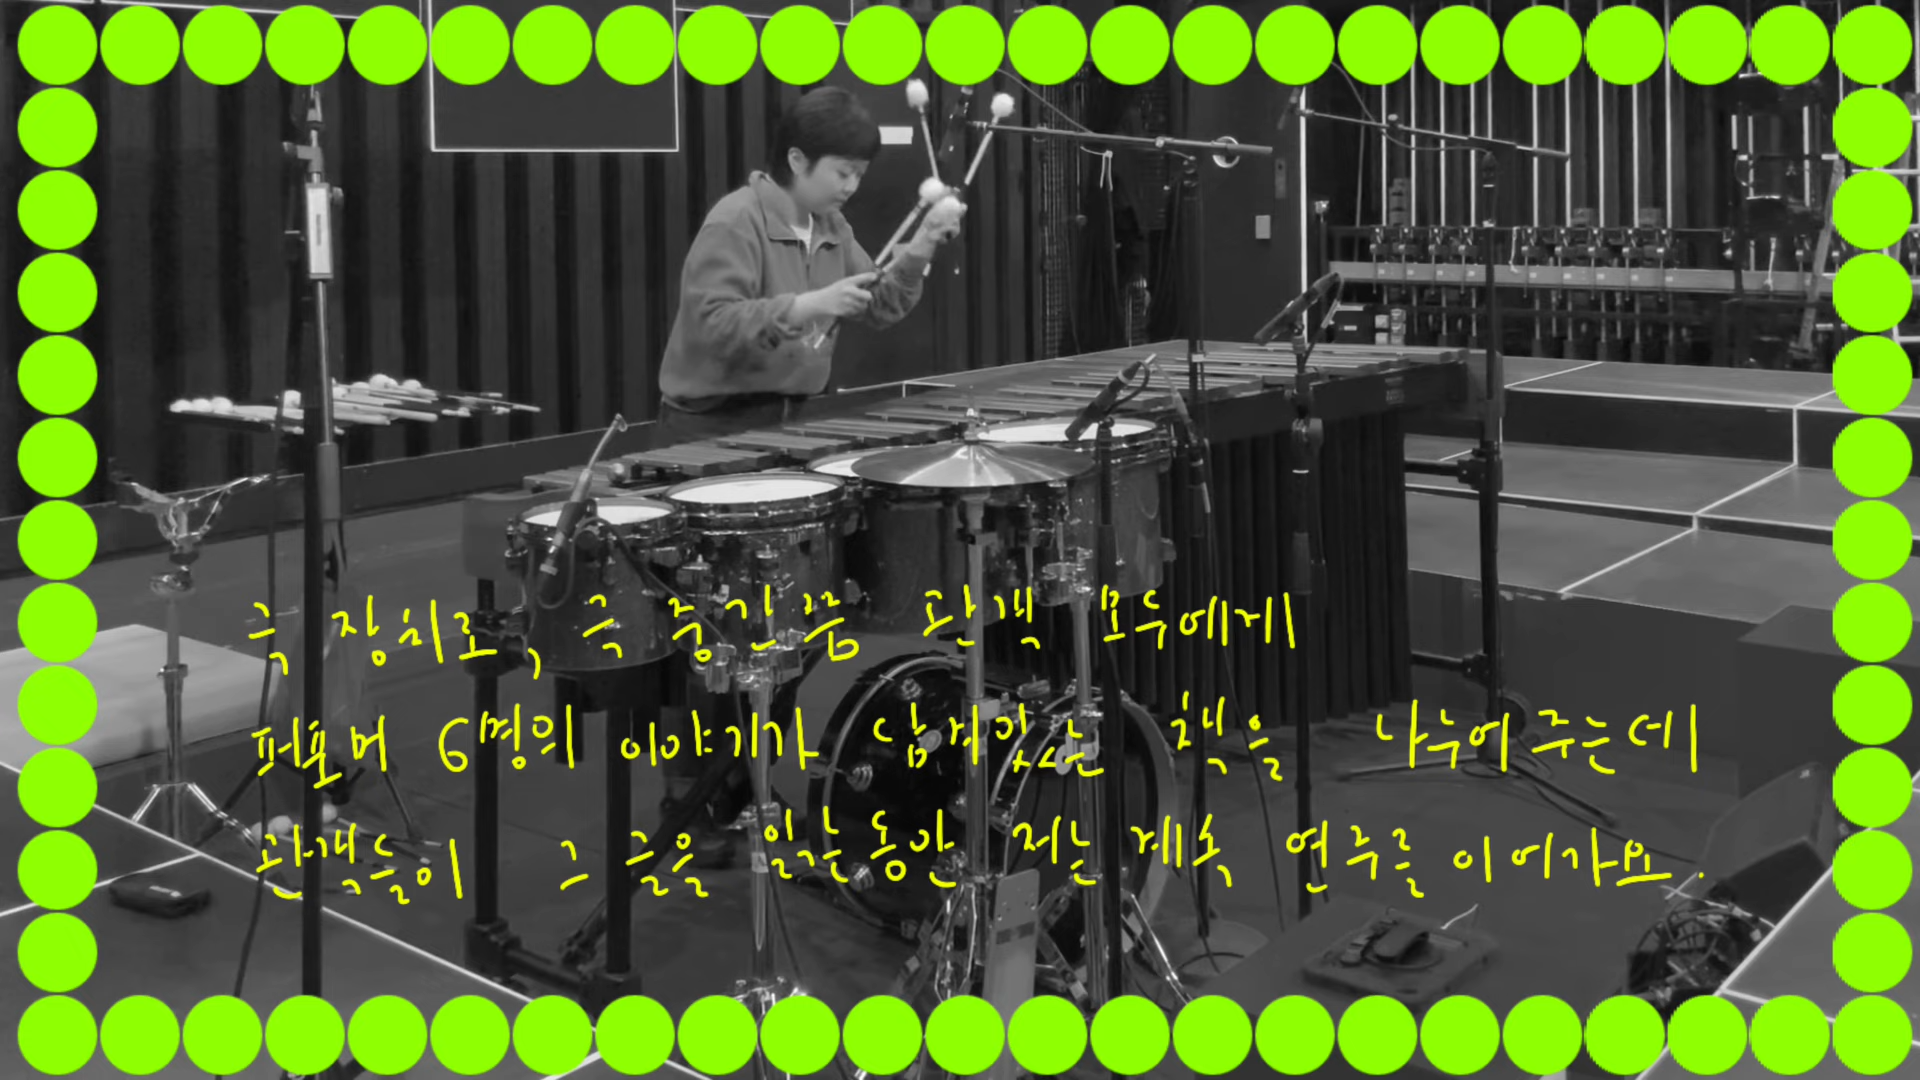 극 장치로, 극 중간쯤 관객 모두에게
퍼포머 6명의 이야기가 담겨있는 책을 나누어 주는데
관객들이 그 글을 읽는 동안 저는 계속 연주를 이어가요.